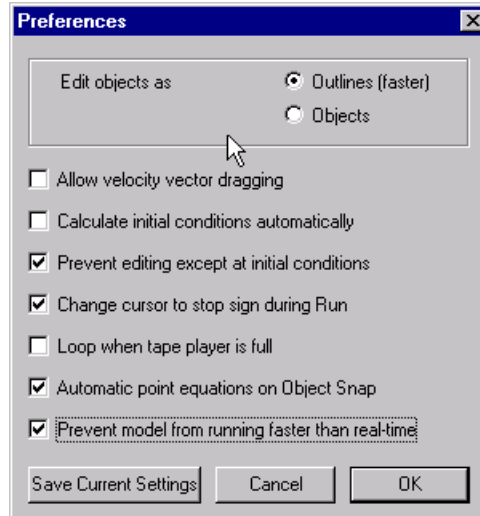 Preferences
Edit objects as
Outlines (faster)
Objects
Allow velocity vector dragging
Calculate initial conditions automatically
Prevent editing except at initial conditions
Change cursor to stop sign during Run
Loop when tape player is full
Automatic point equations on Object Snap
Prevent model from running faster than real-time
Save Current Settings Cancel OK